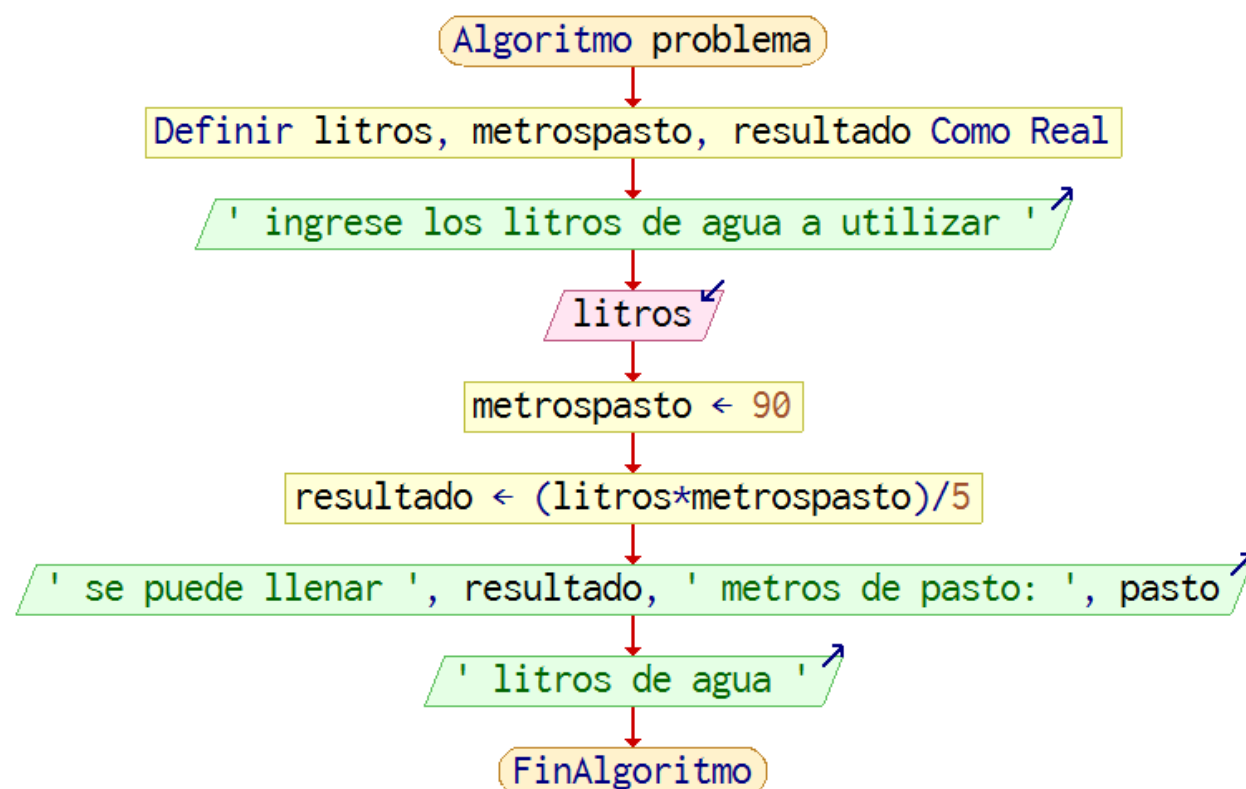 Algoritmo problema
Definir litros, metrospasto, resultado Como Real
' ingrese los litros de agua a utilizar '
litros
metrospasto ← 90
resultado ← (litros*metrospasto)/5
' se puede llenar ', resultado, ' metros de pasto: ', pasto
' litros de agua '
FinAlgoritmo